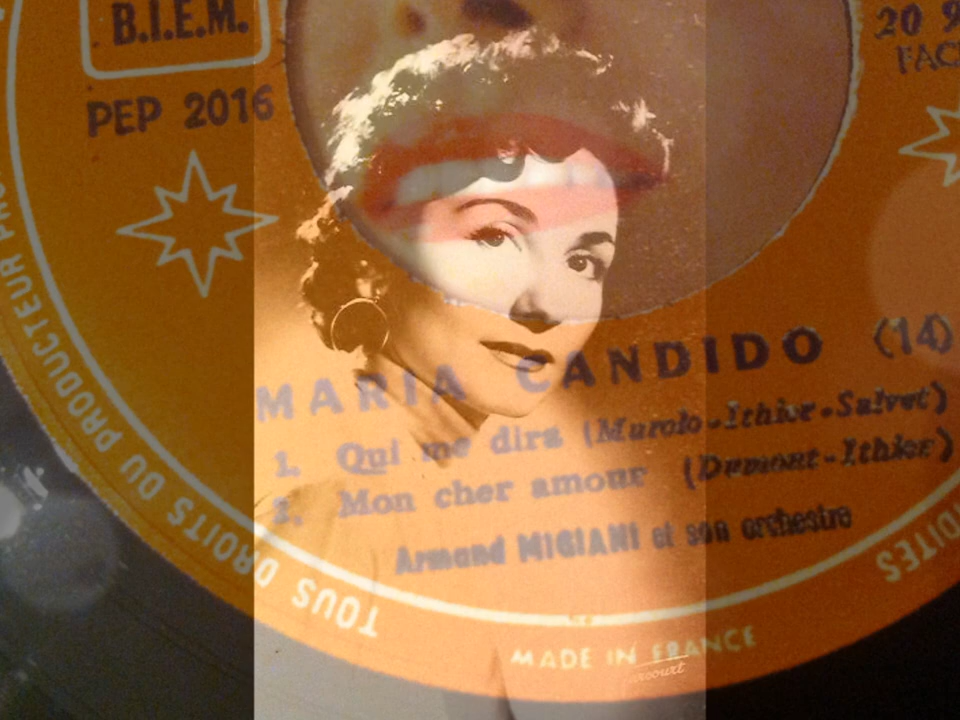 B.I.E.M.
PEP 2016
20
FAC
MARIA CANDIDO (14)
1. Qui me dira (Murolo-Ithier-Salvet)
2. Mon cher amour (Dumont-Ithier)
Armand MIGIANI et son orchestre
TOUS DROITS DU PRODUCTEUR
MADE IN FRANCE